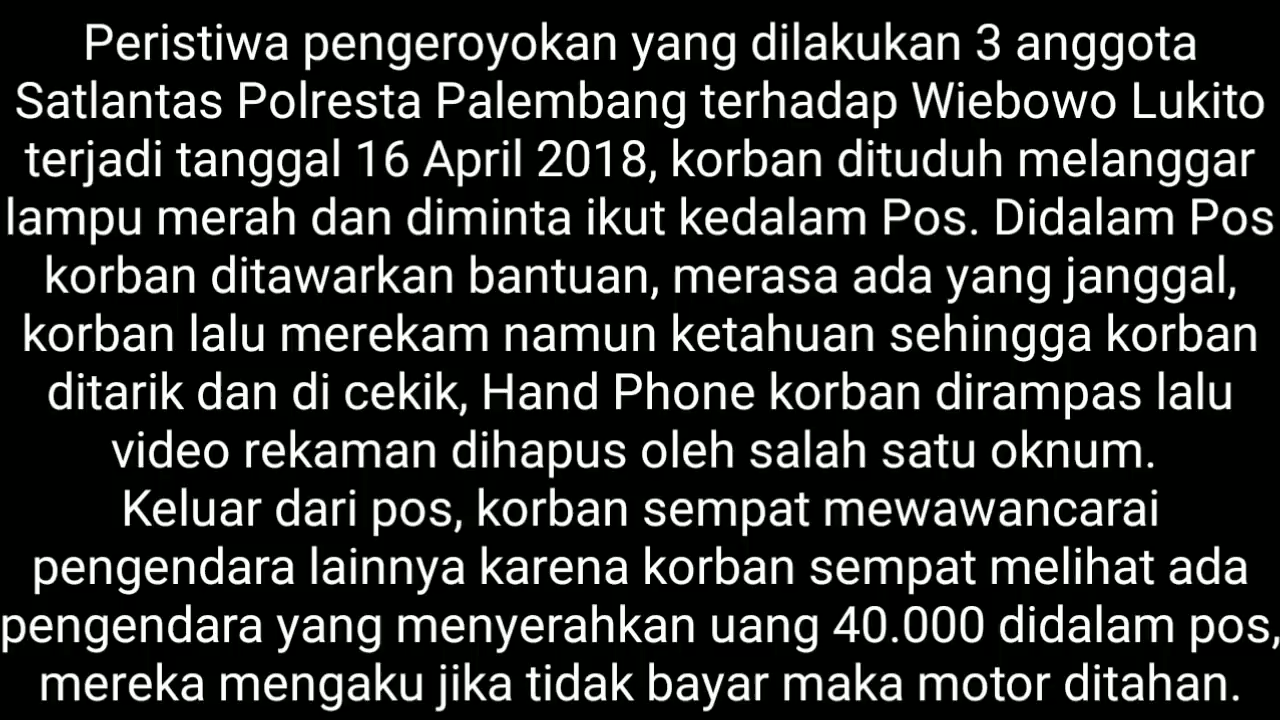 Peristiwa pengeroyokan yang dilakukan 3 anggota
Satlantas Polresta Palembang terhadap Wiebowo Lukito
terjadi tanggal 16 April 2018, korban dituduh melanggar
lampu merah dan diminta ikut kedalam Pos. Didalam Pos
korban ditawarkan bantuan, merasa ada yang janggal,
korban lalu merekam namun ketahuan sehingga korban
ditarik dan di cekik, Hand Phone korban dirampas lalu
video rekaman dihapus oleh salah satu oknum.
Keluar dari pos, korban sempat mewawancarai
pengendara lainnya karena korban sempat melihat ada
pengendara yang menyerahkan uang 40.000 didalam pos,
mereka mengaku jika tidak bayar maka motor ditahan.